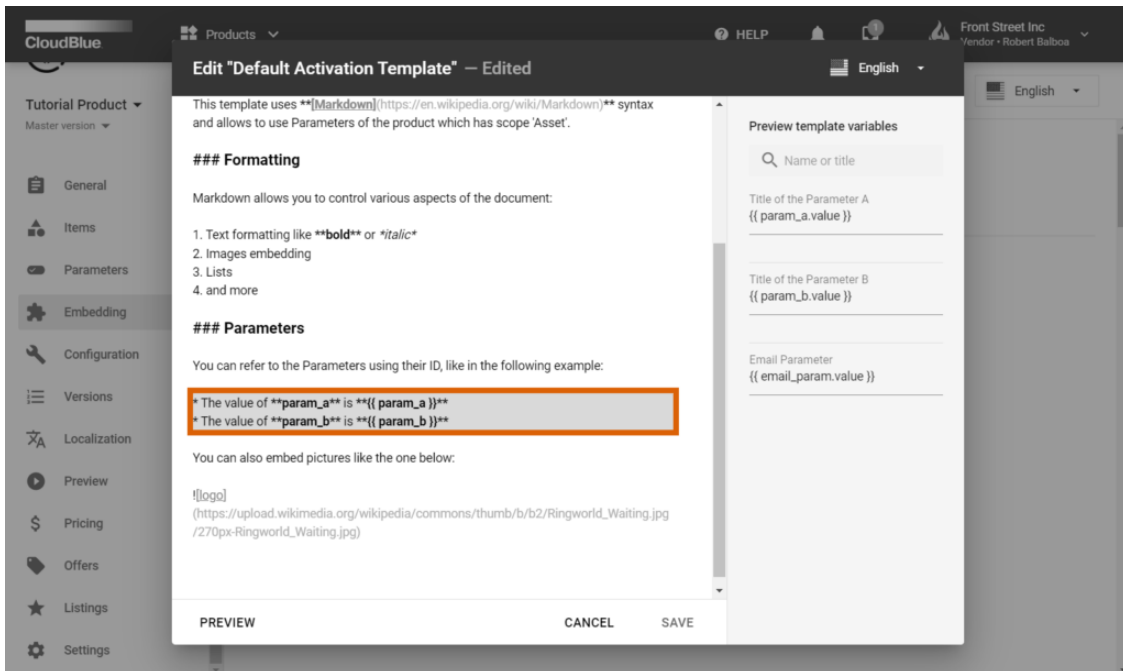 CloudBlue
Products
HELP
1
Front Street Inc
Vendor • Robert Balboa
Tutorial Product
Master version
General
Items
Parameters
Embedding
Configuration
Versions
Localization
Preview
Pricing
Offers
Listings
Settings
English
Edit "Default Activation Template" — Edited
English
This template uses **[Markdown](https://en.wikipedia.org/wiki/Markdown)** syntax
and allows to use Parameters of the product which has scope 'Asset'.
### Formatting
Markdown allows you to control various aspects of the document:
1. Text formatting like **bold** or *italic*
2. Images embedding
3. Lists
4. and more
### Parameters
You can refer to the Parameters using their ID, like in the following example:
* The value of **param_a** is **{{ param_a }}**
* The value of **param_b** is **{{ param_b }}**
You can also embed pictures like the one below:
![logo]
(https://upload.wikimedia.org/wikipedia/commons/thumb/b/b2/Ringworld_Waiting.jpg
/270px-Ringworld_Waiting.jpg)
Preview template variables
Name or title
Title of the Parameter A
{{ param_a.value }}
Title of the Parameter B
{{ param_b.value }}
Email Parameter
{{ email_param.value }}
PREVIEW
CANCEL
SAVE